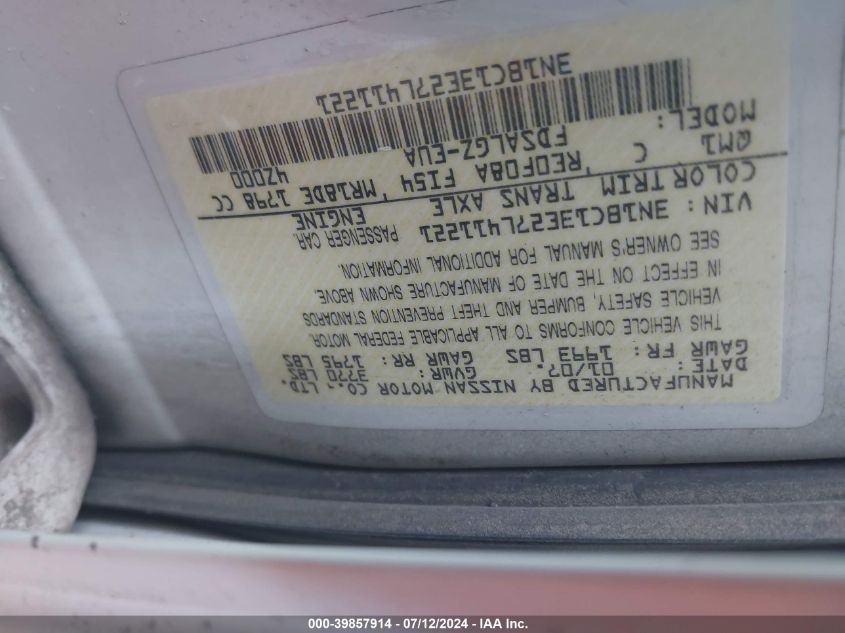 MANUFACTURED BY NISSAN MOTOR CO., LTD.
DATE: 01/07 GVWR: 3770 LBS
GAWR FR: 1993 LBS GAWR RR: 1795 LBS
THIS VEHICLE CONFORMS TO ALL APPLICABLE FEDERAL MOTOR
VEHICLE SAFETY, BUMPER AND THEFT PREVENTION STANDARDS
IN EFFECT ON THE DATE OF MANUFACTURE SHOWN ABOVE.
SEE OWNER'S MANUAL FOR ADDITIONAL INFORMATION.
VIN: 3N1BC13E27L411221 PASSENGER CAR
COLOR TRIM TRANS AXLE ENGINE
QM1 C RE0F08A FI54 MR18DE 1798 CC
MODEL: FDSALGZ-EUA 4Z000
3N1BC13E27L411221
000-39857914 - 07/12/2024 - IAA Inc.